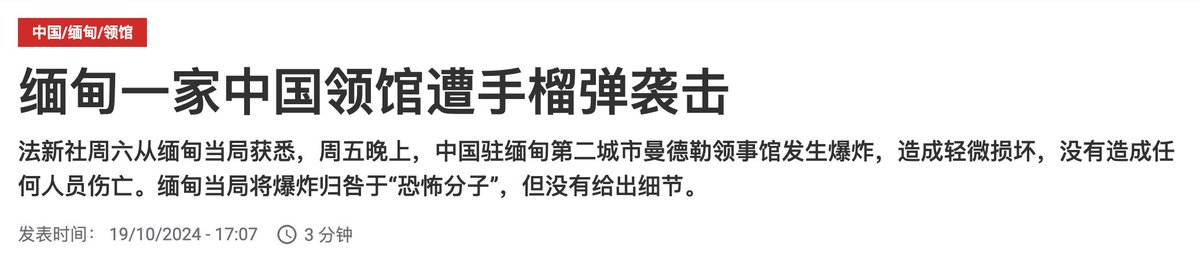 中国/缅甸/领馆
缅甸一家中国领馆遭手榴弹袭击
法新社周六从缅甸当局获悉，周五晚上，中国驻缅甸第二城市曼德勒领事馆发生爆炸，造成轻微损坏，没有造成任
何人员伤亡。缅甸当局将爆炸归咎于“恐怖分子”，但没有给出细节。
发表时间： 19/10/2024 - 17:07 3 分钟